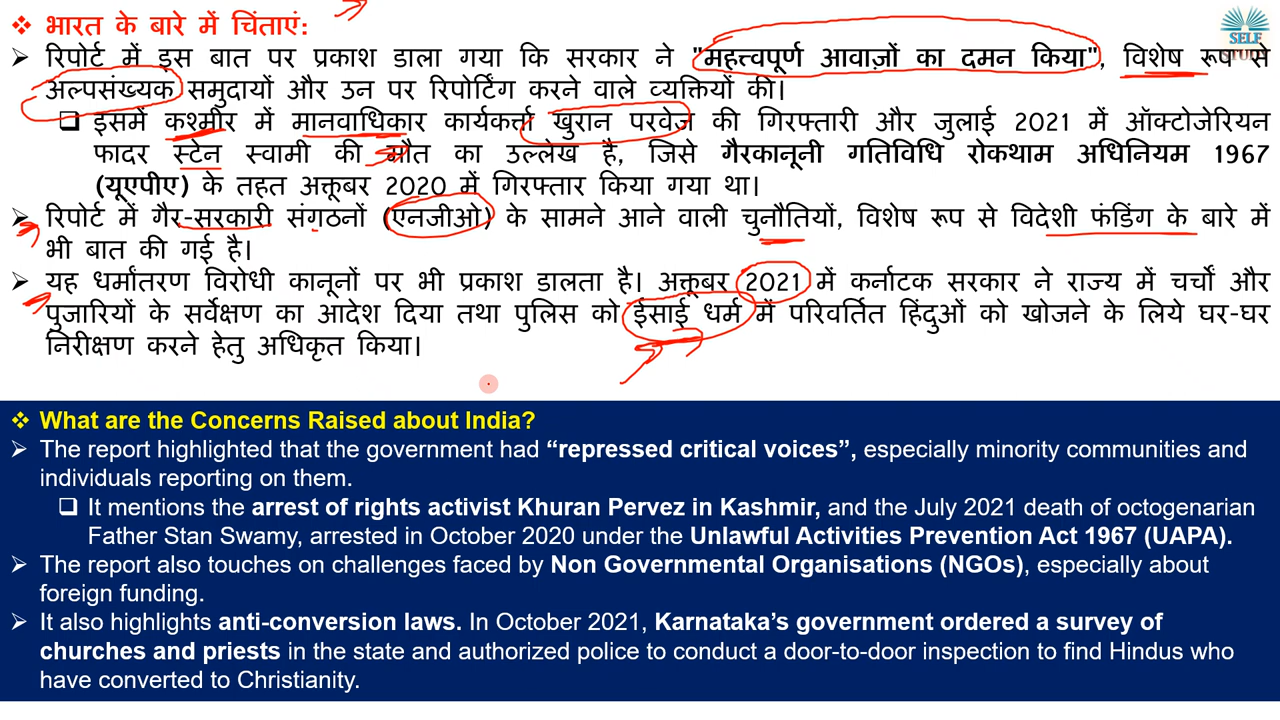 ❖ भारत के बारे में चिंताएं:
➢ रिपोर्ट में इस बात पर प्रकाश डाला गया कि सरकार ने "महत्त्वपूर्ण आवाज़ों का दमन किया", विशेष रूप से
अल्पसंख्यक समुदायों और उन पर रिपोर्टिंग करने वाले व्यक्तियों की।
❑ इसमें कश्मीर में मानवाधिकार कार्यकर्त्ता खुरान परवेज की गिरफ्तारी और जुलाई 2021 में ऑक्टोजेरियन
फादर स्टेन स्वामी की मौत का उल्लेख है, जिसे गैरकानूनी गतिविधि रोकथाम अधिनियम 1967
(यूएपीए) के तहत अक्तूबर 2020 में गिरफ्तार किया गया था।
➢ रिपोर्ट में गैर-सरकारी संगठनों (एनजीओ) के सामने आने वाली चुनौतियों, विशेष रूप से विदेशी फंडिंग के बारे में
भी बात की गई है।
➢ यह धर्मांतरण विरोधी कानूनों पर भी प्रकाश डालता है। अक्तूबर 2021 में कर्नाटक सरकार ने राज्य में चर्चों और
पुजारियों के सर्वेक्षण का आदेश दिया तथा पुलिस को ईसाई धर्म में परिवर्तित हिंदुओं को खोजने के लिये घर-घर
निरीक्षण करने हेतु अधिकृत किया।
SELF
STUDY
❖ What are the Concerns Raised about India?
➢ The report highlighted that the government had “repressed critical voices”, especially minority communities and
individuals reporting on them.
❑ It mentions the arrest of rights activist Khuran Pervez in Kashmir, and the July 2021 death of octogenarian
Father Stan Swamy, arrested in October 2020 under the Unlawful Activities Prevention Act 1967 (UAPA).
➢ The report also touches on challenges faced by Non Governmental Organisations (NGOs), especially about
foreign funding.
➢ It also highlights anti-conversion laws. In October 2021, Karnataka’s government ordered a survey of
churches and priests in the state and authorized police to conduct a door-to-door inspection to find Hindus who
have converted to Christianity.